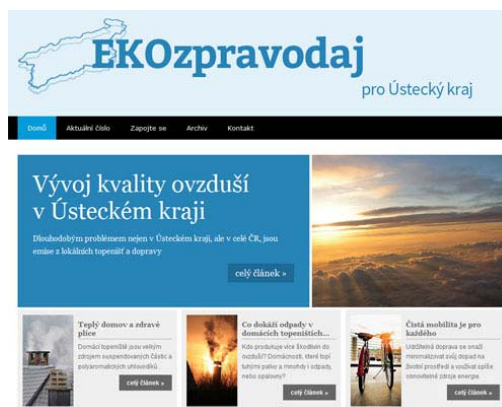 EKOzpravodaj
pro Ústecký kraj
Domů Aktuální číslo Zapojte se Archiv Kontakt
Vývoj kvality ovzduší
v Ústeckém kraji
Dlouhodobým problémem nejen v Ústeckém kraji, ale v celé ČR, jsou
emise z lokálních topenišť a dopravy
celý článek »
Teplý domov a zdravé
plíce
Domácí topeniště jsou velkým
zdrojem suspendovaných částic a
polyaromatických uhlovodíků.
celý článek »
Co dokáží odpady v
domácích topeništích...
Kdo produkuje více škodlivin do
ovzduší? Domácnosti, které topí
tuhými palivy a mnohdy i odpady,
nebo spalovny?
celý článek »
Čistá mobilita je pro
každého
Udržitelná doprava se snaží
minimalizovat svůj dopad na
životní prostředí a využívat spíše
obnovitelné zdroje energie.
celý článek »